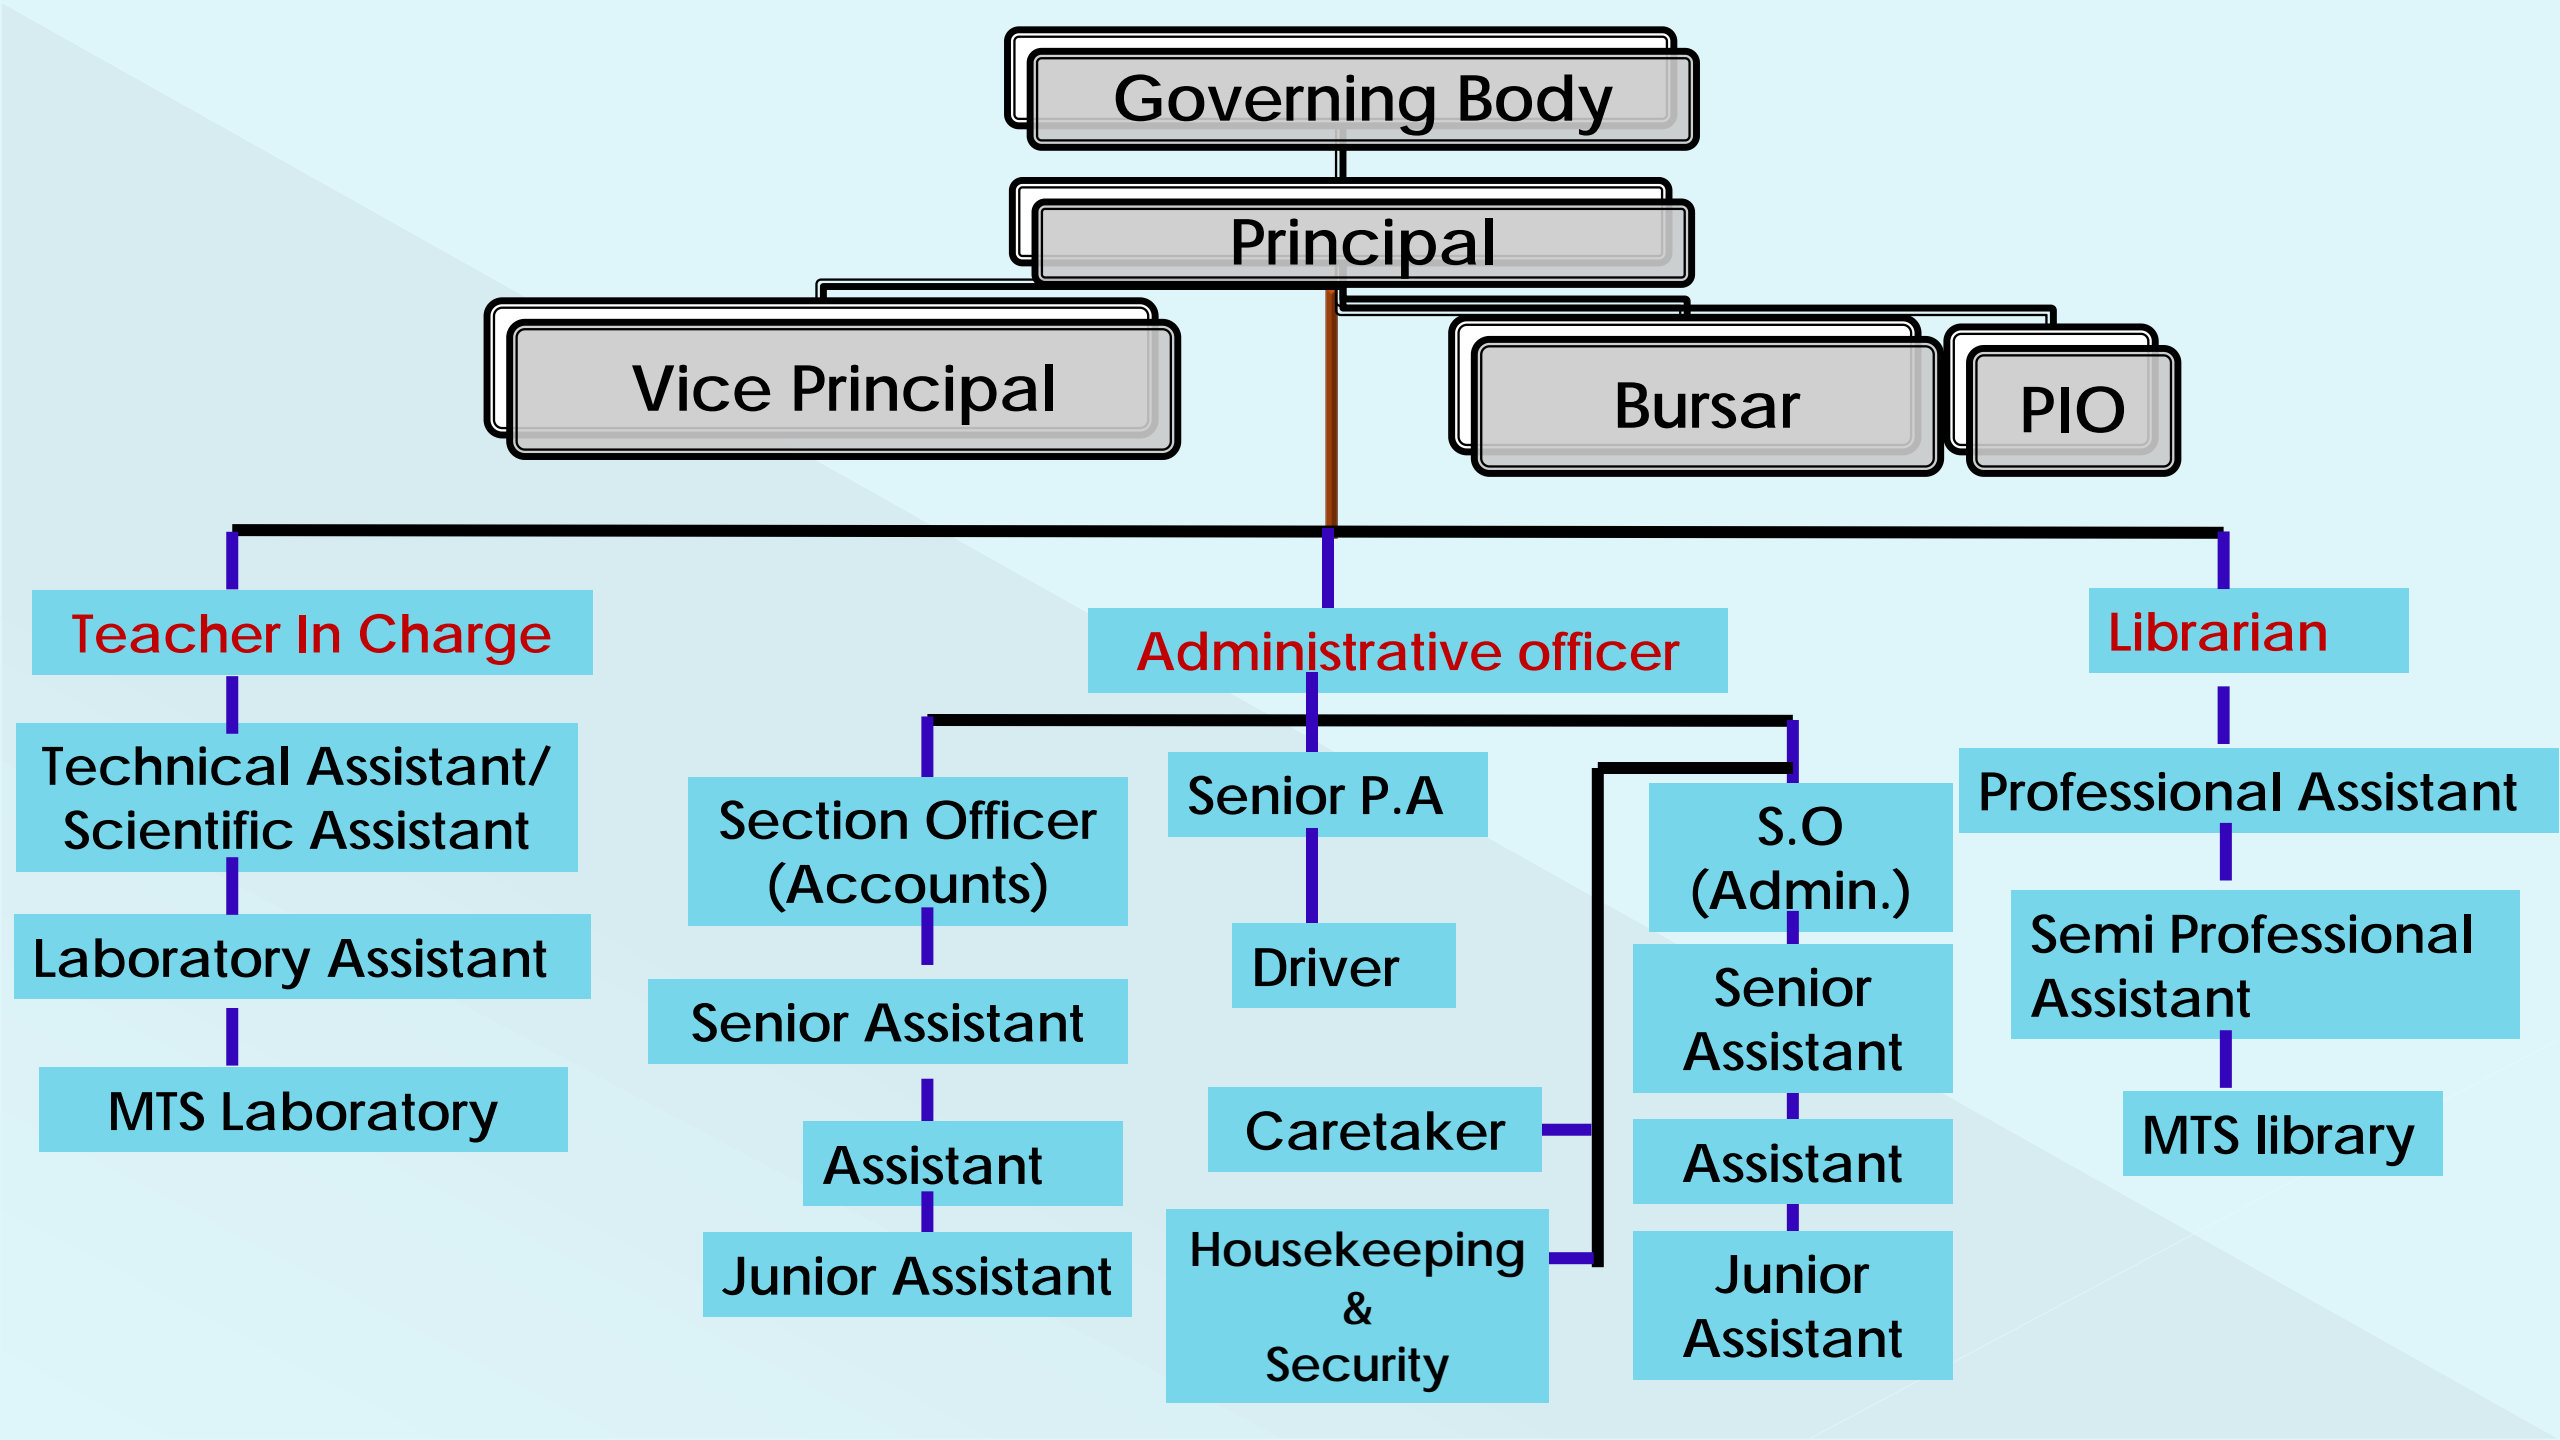 Governing Body
Principal
Vice Principal
Bursar
PIO
Teacher In Charge
Technical Assistant/
Scientific Assistant
Laboratory Assistant
MTS Laboratory
Administrative officer
Section Officer
(Accounts)
Senior Assistant
Assistant
Junior Assistant
Senior P.A
Driver
Caretaker
Housekeeping
&
Security
S.O
(Admin.)
Senior
Assistant
Assistant
Junior
Assistant
Librarian
Professional Assistant
Semi Professional
Assistant
MTS library